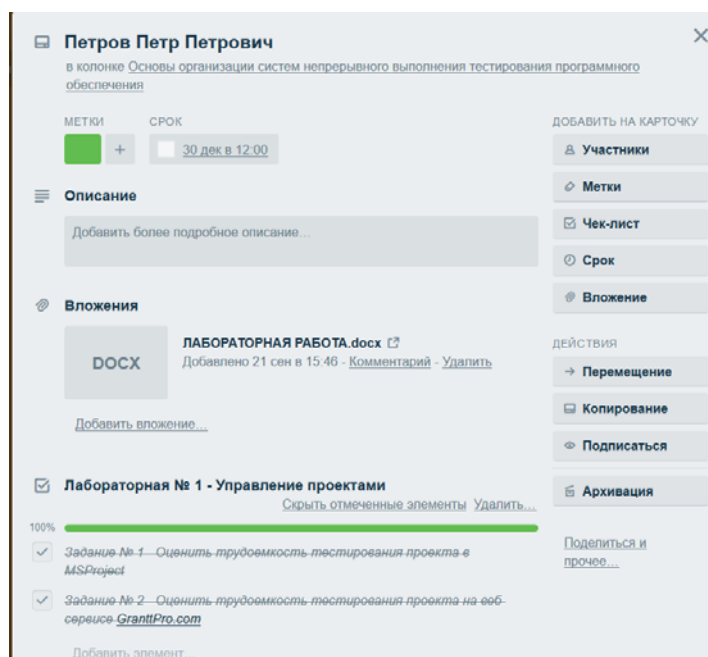 Петров Петр Петрович
в колонке Основы организации систем непрерывного выполнения тестирования программного
обеспечения
МЕТКИ
СРОК
+
30 дек в 12:00
Описание
Добавить более подробное описание…
Вложения
DOCX
ЛАБОРАТОРНАЯ РАБОТА.docx
Добавлено 21 сен в 15:46 - Комментарий - Удалить
Добавить вложение…
Лабораторная № 1 - Управление проектами
Скрыть отмеченные элементы Удалить…
100%
Задание № 1 Оценить трудоемкость тестирования проекта в
MSProject
Задание № 2 Оценить трудоемкость тестирования проекта на веб-
сервисе GranttPro.com
Добавить элемент…
ДОБАВИТЬ НА КАРТОЧКУ
Участники
Метки
Чек-лист
Срок
Вложение
ДЕЙСТВИЯ
Перемещение
Копирование
Подписаться
Архивация
Поделиться и
прочее…